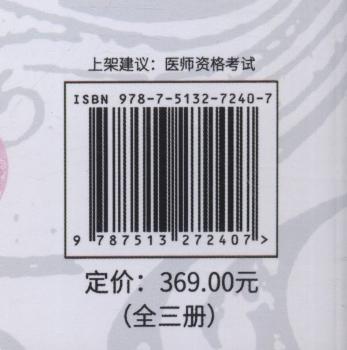 上架建议：医师资格考试
ISBN 978-7-5132-7240-7
9 787513 272407 >
定价：369.00元
（全三册）